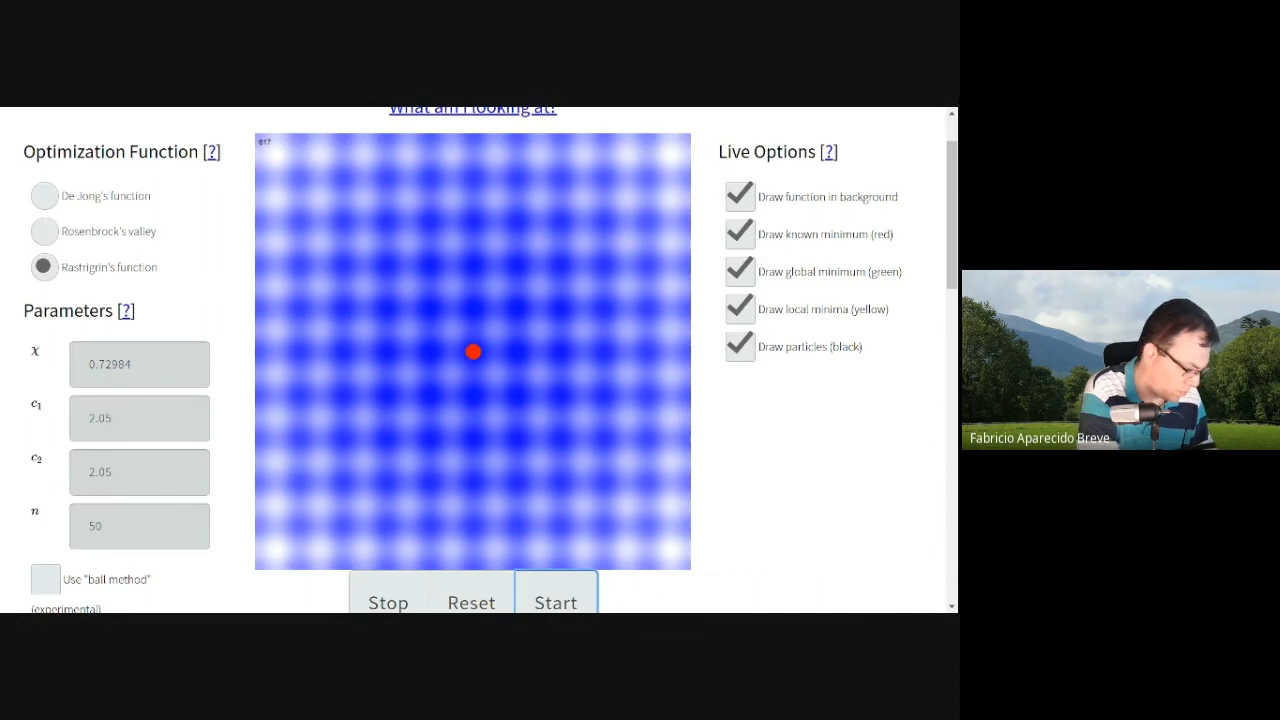 What am I looking at?
Optimization Function [?]
De Jong's function
Rosenbrock's valley
Rastrigrin's function
Parameters [?]
χ
0.72984
c₁
2.05
c₂
2.05
n
50
Use "ball method"
(experimental)
617
Stop
Reset
Start
Live Options [?]
Draw function in background
Draw known minimum (red)
Draw global minimum (green)
Draw local minima (yellow)
Draw particles (black)
Fabricio Aparecido Breve